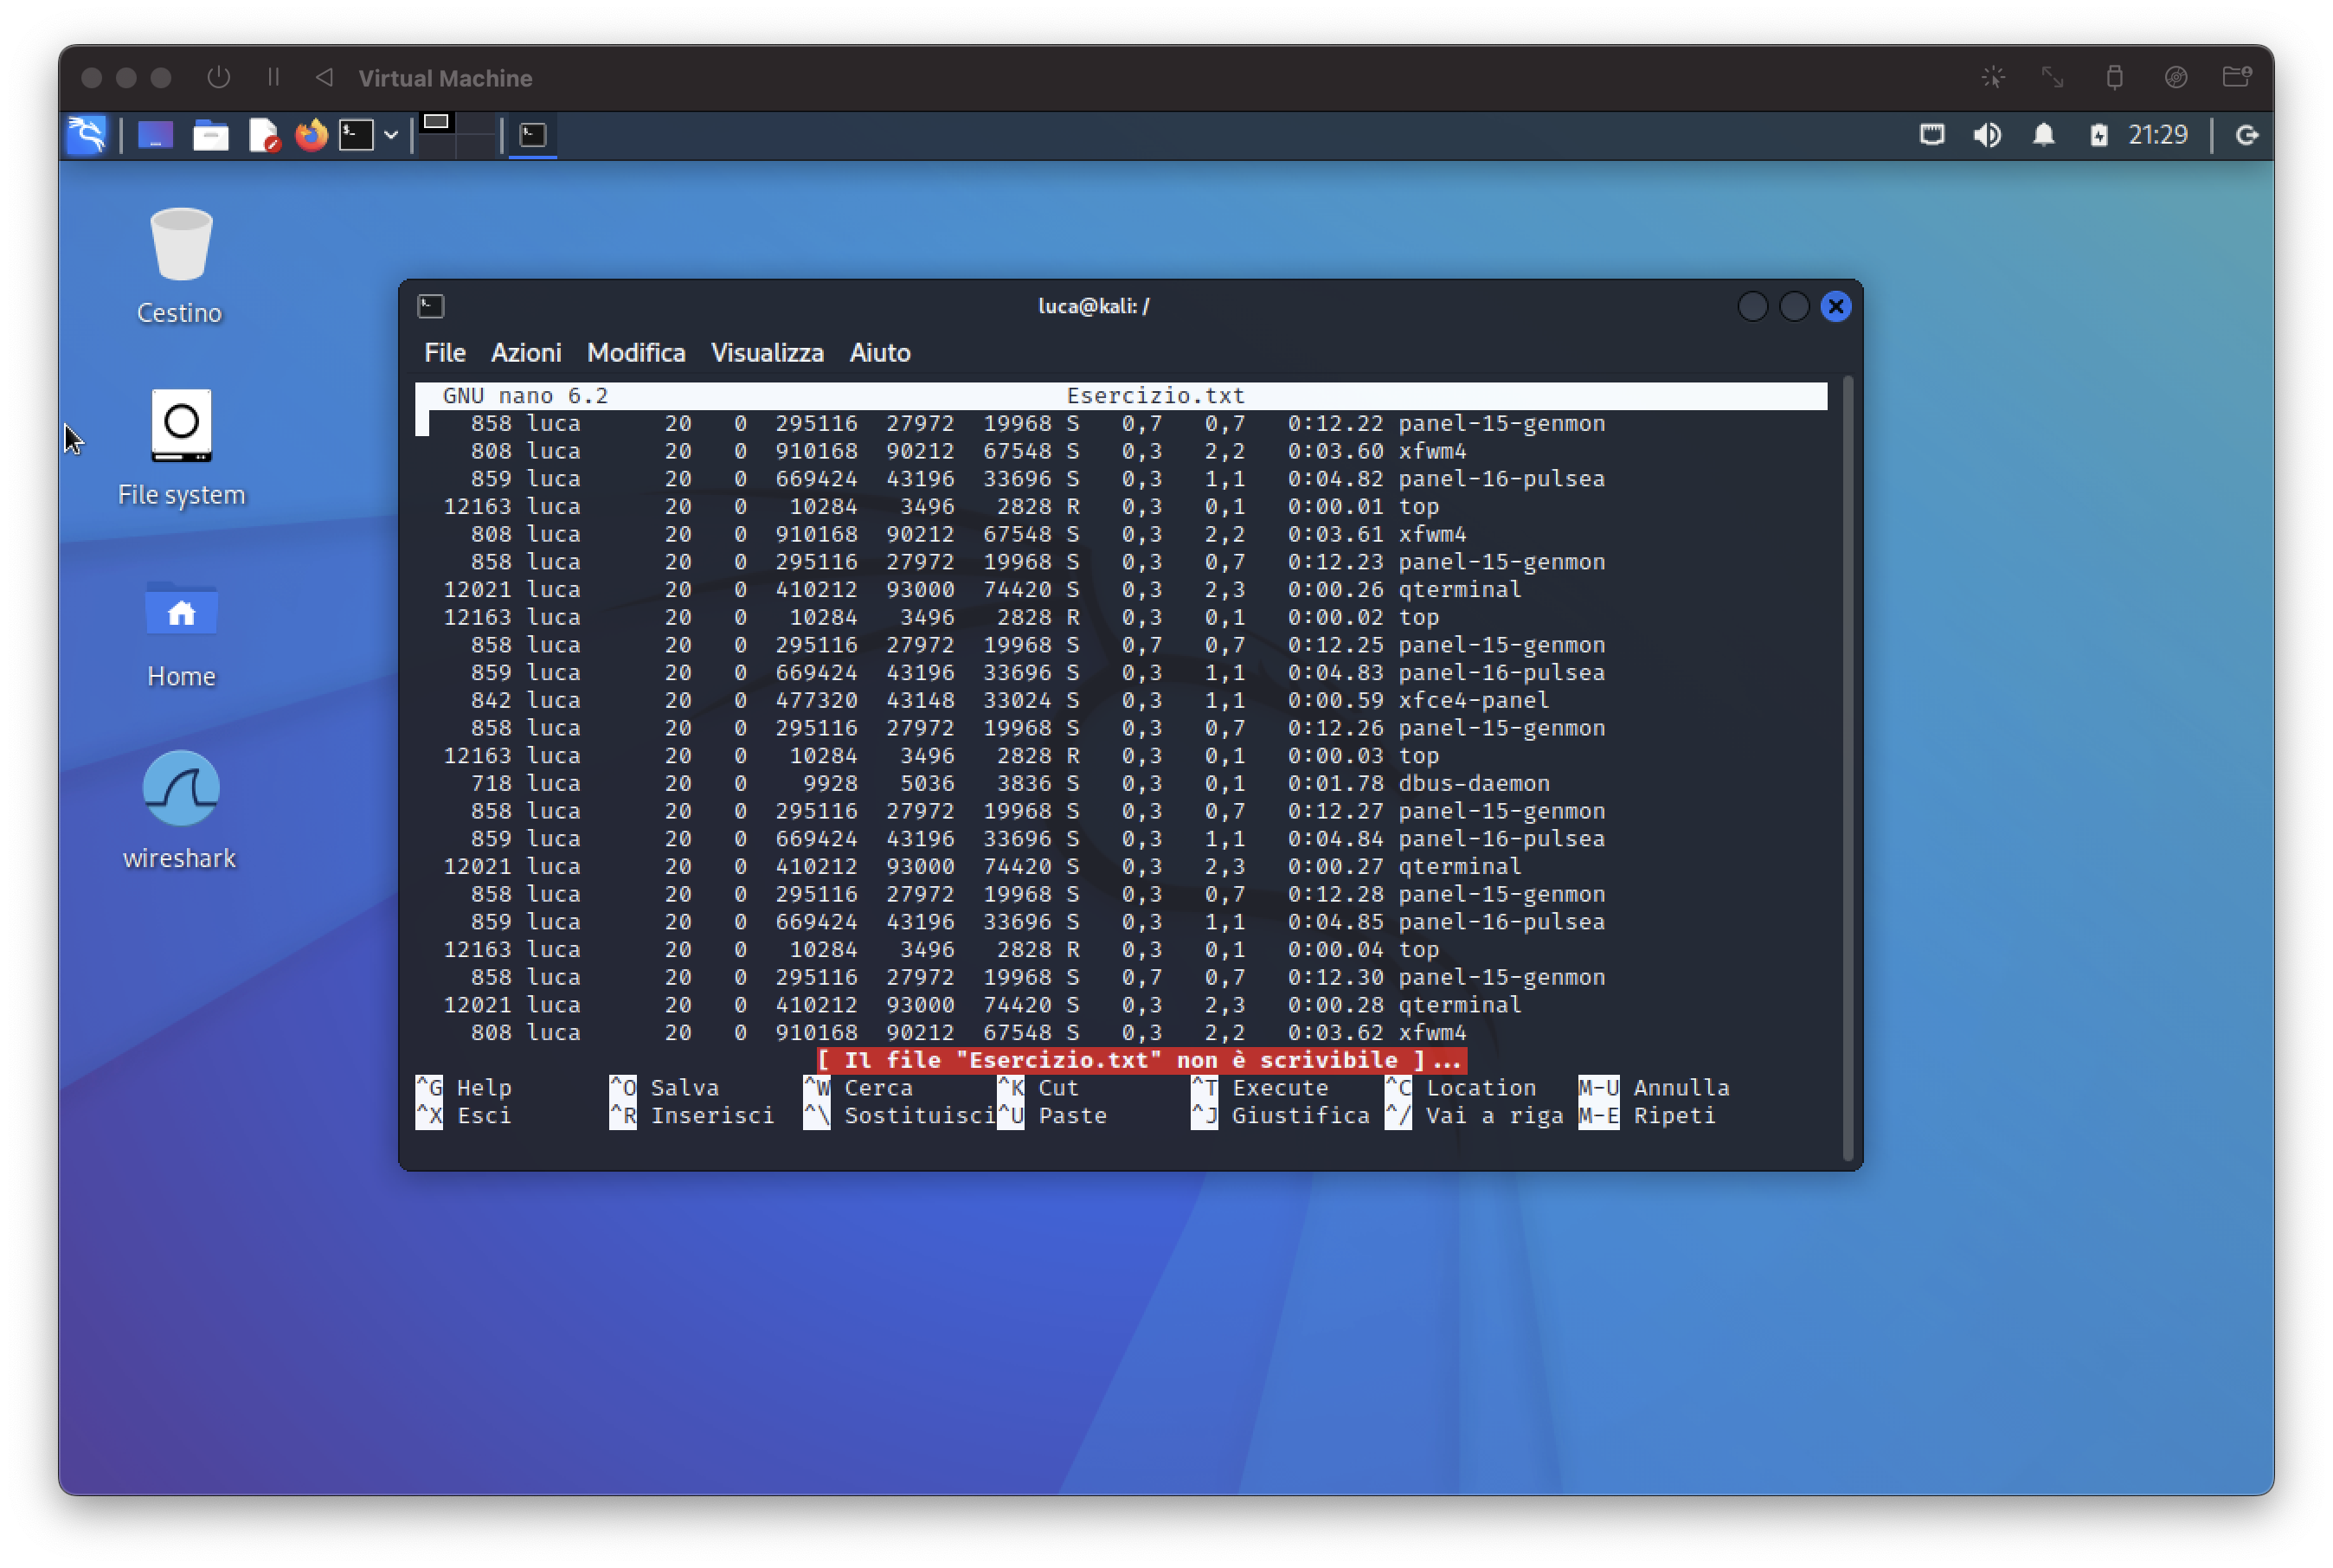 Virtual Machine
21:29
Cestino
File system
Home
wireshark
luca@kali: /
File Azioni Modifica Visualizza Aiuto
GNU nano 6.2 Esercizio.txt
858 luca 20 0 295116 27972 19968 S 0,7 0,7 0:12.22 panel-15-genmon
808 luca 20 0 910168 90212 67548 S 0,3 2,2 0:03.60 xfwm4
859 luca 20 0 669424 43196 33696 S 0,3 1,1 0:04.82 panel-16-pulsea
12163 luca 20 0 10284 3496 2828 R 0,3 0,1 0:00.01 top
808 luca 20 0 910168 90212 67548 S 0,3 2,2 0:03.61 xfwm4
858 luca 20 0 295116 27972 19968 S 0,3 0,7 0:12.23 panel-15-genmon
12021 luca 20 0 410212 93000 74420 S 0,3 2,3 0:00.26 qterminal
12163 luca 20 0 10284 3496 2828 R 0,3 0,1 0:00.02 top
858 luca 20 0 295116 27972 19968 S 0,7 0,7 0:12.25 panel-15-genmon
859 luca 20 0 669424 43196 33696 S 0,3 1,1 0:04.83 panel-16-pulsea
842 luca 20 0 477320 43148 33024 S 0,3 1,1 0:00.59 xfce4-panel
858 luca 20 0 295116 27972 19968 S 0,3 0,7 0:12.26 panel-15-genmon
12163 luca 20 0 10284 3496 2828 R 0,3 0,1 0:00.03 top
718 luca 20 0 9928 5036 3836 S 0,3 0,1 0:01.78 dbus-daemon
858 luca 20 0 295116 27972 19968 S 0,3 0,7 0:12.27 panel-15-genmon
859 luca 20 0 669424 43196 33696 S 0,3 1,1 0:04.84 panel-16-pulsea
12021 luca 20 0 410212 93000 74420 S 0,3 2,3 0:00.27 qterminal
858 luca 20 0 295116 27972 19968 S 0,3 0,7 0:12.28 panel-15-genmon
859 luca 20 0 669424 43196 33696 S 0,3 1,1 0:04.85 panel-16-pulsea
12163 luca 20 0 10284 3496 2828 R 0,3 0,1 0:00.04 top
858 luca 20 0 295116 27972 19968 S 0,7 0,7 0:12.30 panel-15-genmon
12021 luca 20 0 410212 93000 74420 S 0,3 2,3 0:00.28 qterminal
808 luca 20 0 910168 90212 67548 S 0,3 2,2 0:03.62 xfwm4
[ Il file "Esercizio.txt" non è scrivibile ]...
^G Help ^O Salva ^W Cerca ^K Cut ^T Execute ^C Location M-U Annulla
^X Esci ^R Inserisci ^\ Sostituisci ^U Paste ^J Giustifica ^/ Vai a riga M-E Ripeti